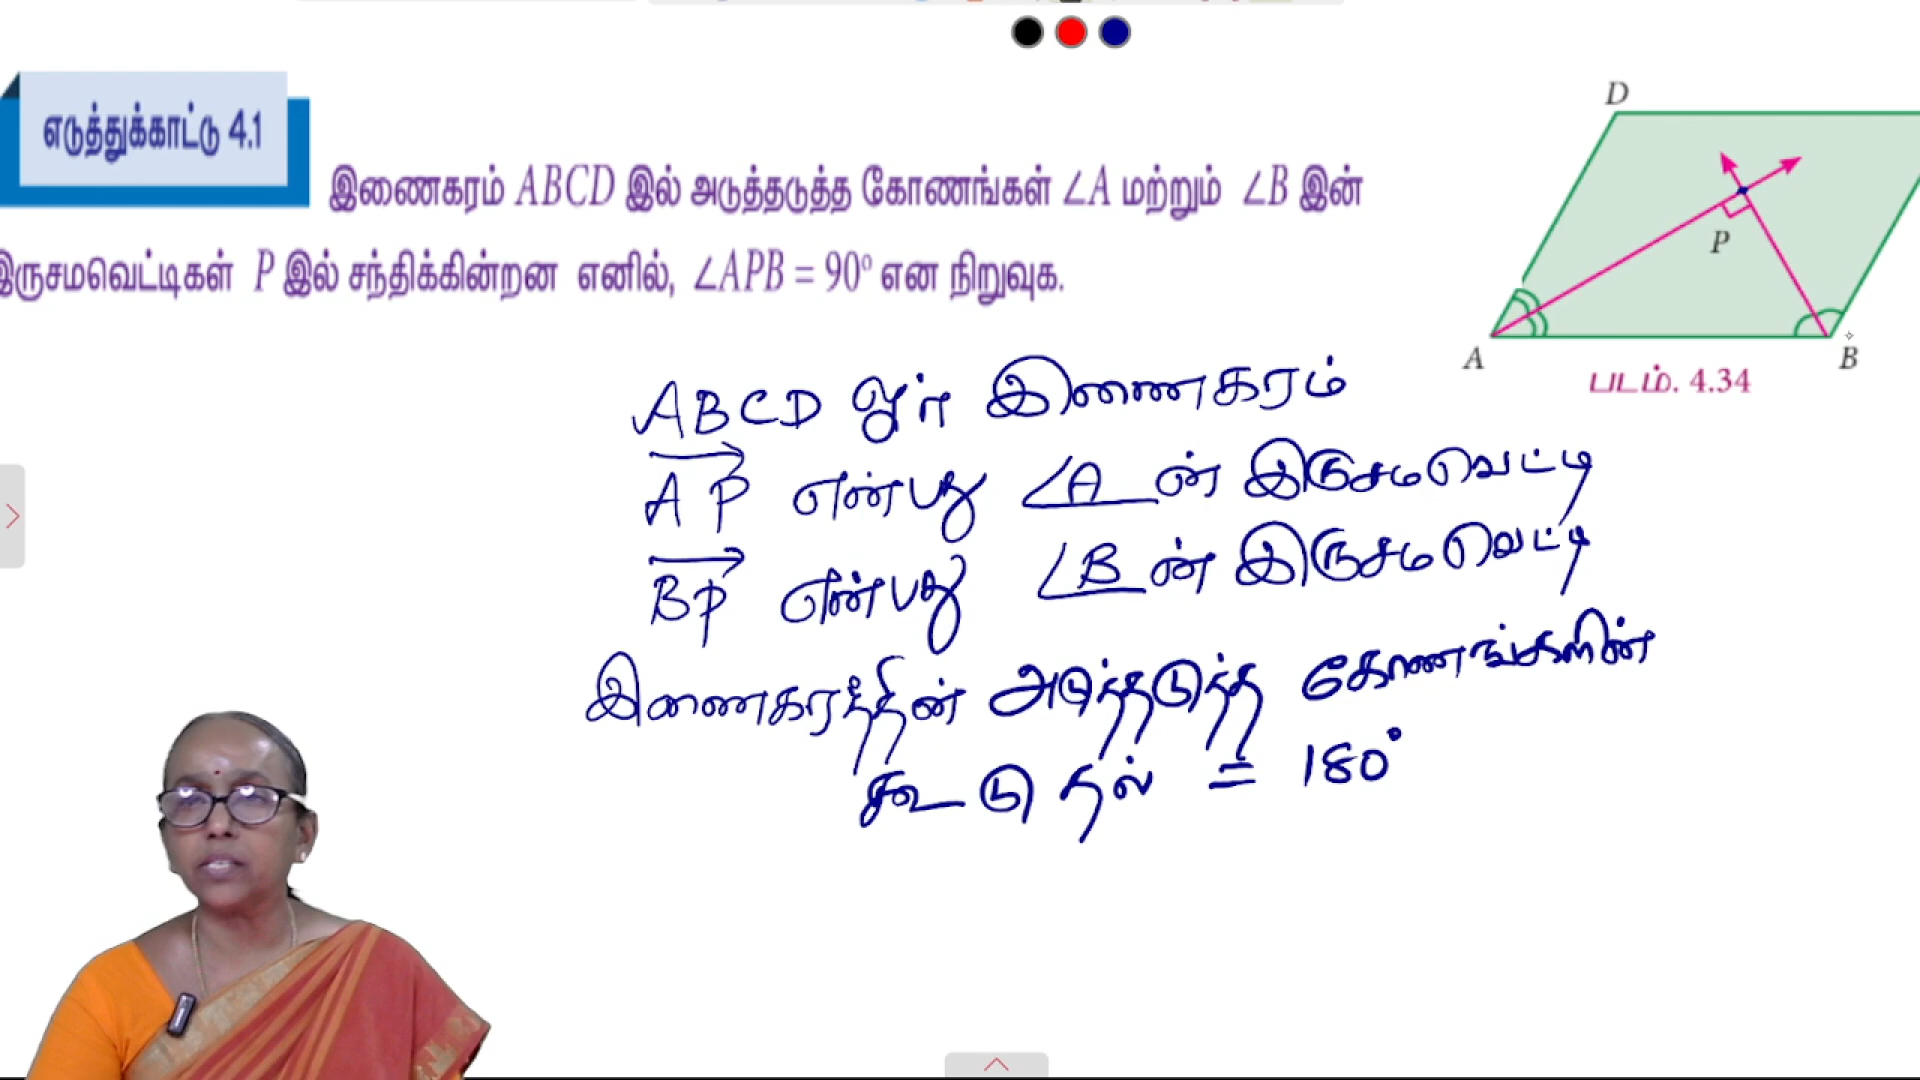 எடுத்துக்காட்டு 4.1
இணைகரம் ABCD இல் அடுத்தடுத்த கோணங்கள் ∠A மற்றும் ∠B இன்
இருசமவெட்டிகள் P இல் சந்திக்கின்றன எனில், ∠APB = 90° என நிறுவுக.
D
P
A
B
படம். 4.34
ABCD ஓர் இணைகரம்
AP என்பது ∠A ன் இருசமவெட்டி
BP என்பது ∠B ன் இருசமவெட்டி
இணைகரத்தின் அடுத்தடுத்த கோணங்களின்
கூடுதல் = 180°